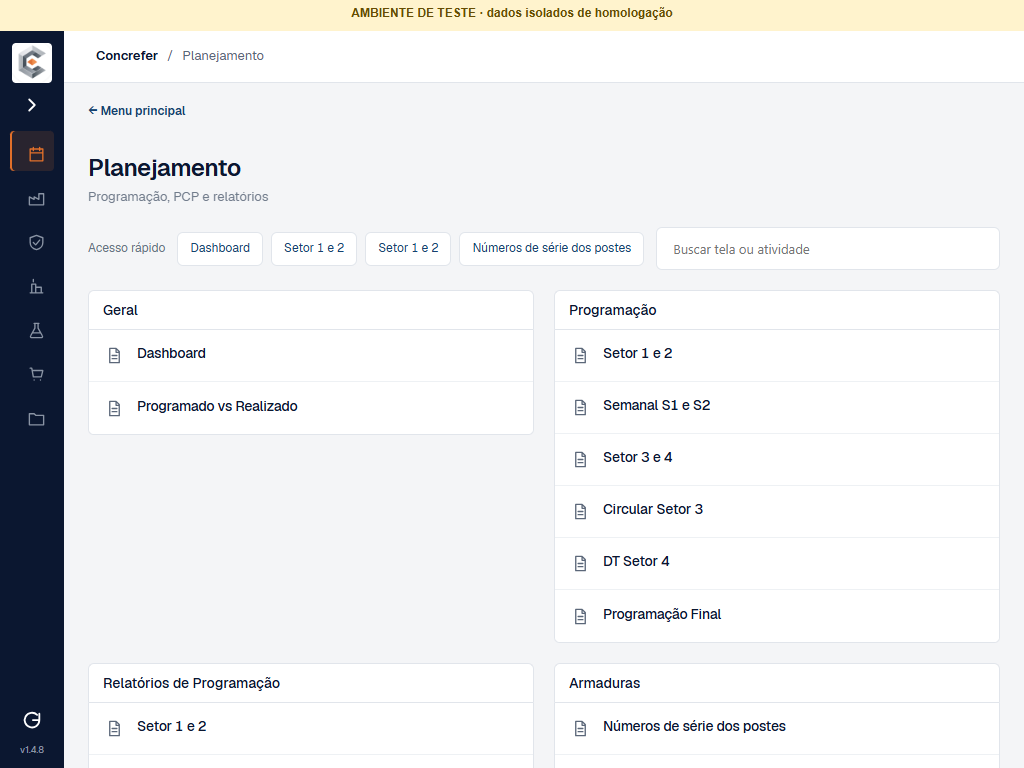 AMBIENTE DE TESTE · dados isolados de homologação
Concrefer / Planejamento
← Menu principal
Planejamento
Programação, PCP e relatórios
Acesso rápido
Dashboard
Setor 1 e 2
Setor 1 e 2
Números de série dos postes
Buscar tela ou atividade
Geral
Dashboard
Programado vs Realizado
Programação
Setor 1 e 2
Semanal S1 e S2
Setor 3 e 4
Circular Setor 3
DT Setor 4
Programação Final
Relatórios de Programação
Setor 1 e 2
Armaduras
Números de série dos postes
v1.4.8